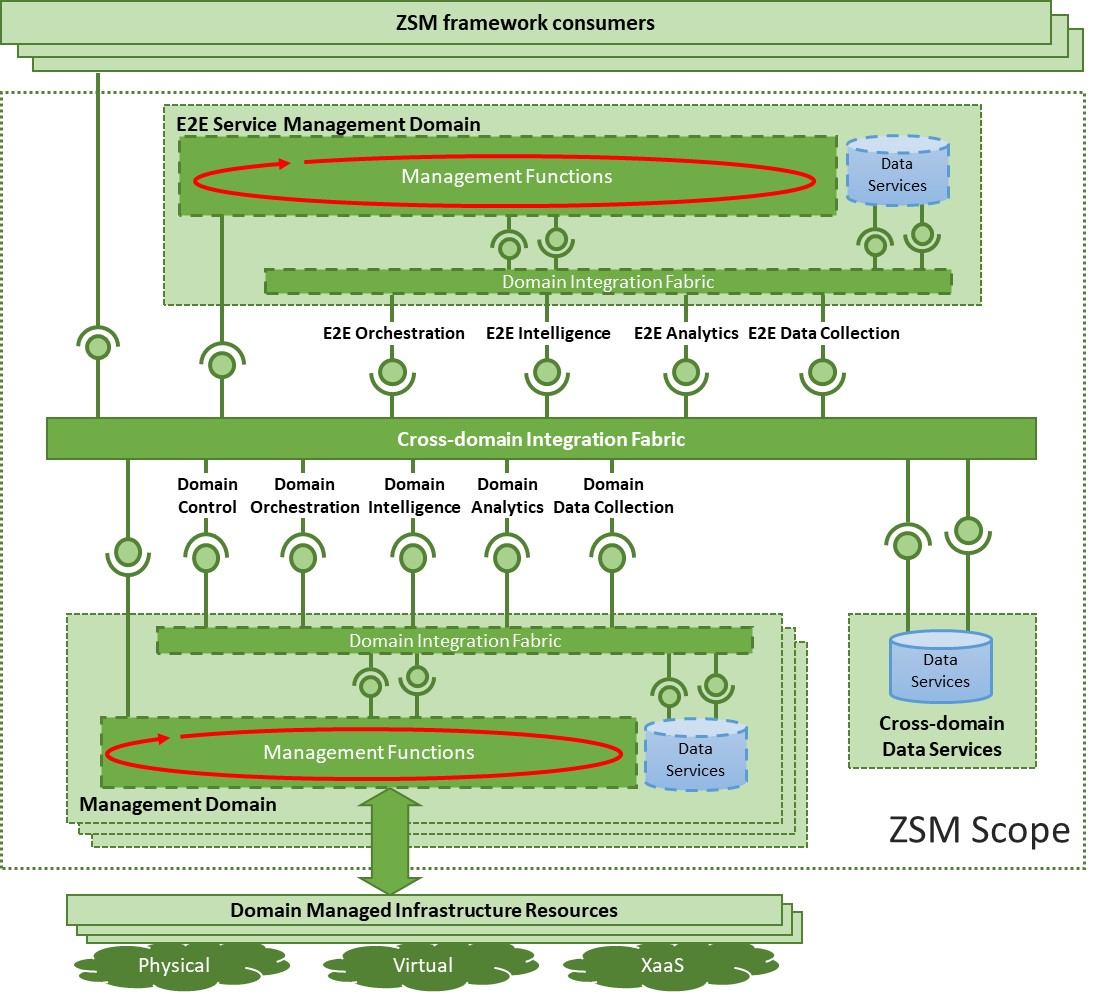 ZSM framework consumers
E2E Service Management Domain
Management Functions
Data
Services
Domain Integration Fabric
E2E Orchestration
E2E Intelligence
E2E Analytics
E2E Data Collection
Cross-domain Integration Fabric
Domain
Control
Domain
Orchestration
Domain
Intelligence
Domain
Analytics
Domain
Data Collection
Domain Integration Fabric
Management Functions
Data
Services
Management Domain
Data
Services
Cross-domain
Data Services
ZSM Scope
Domain Managed Infrastructure Resources
Physical
Virtual
XaaS